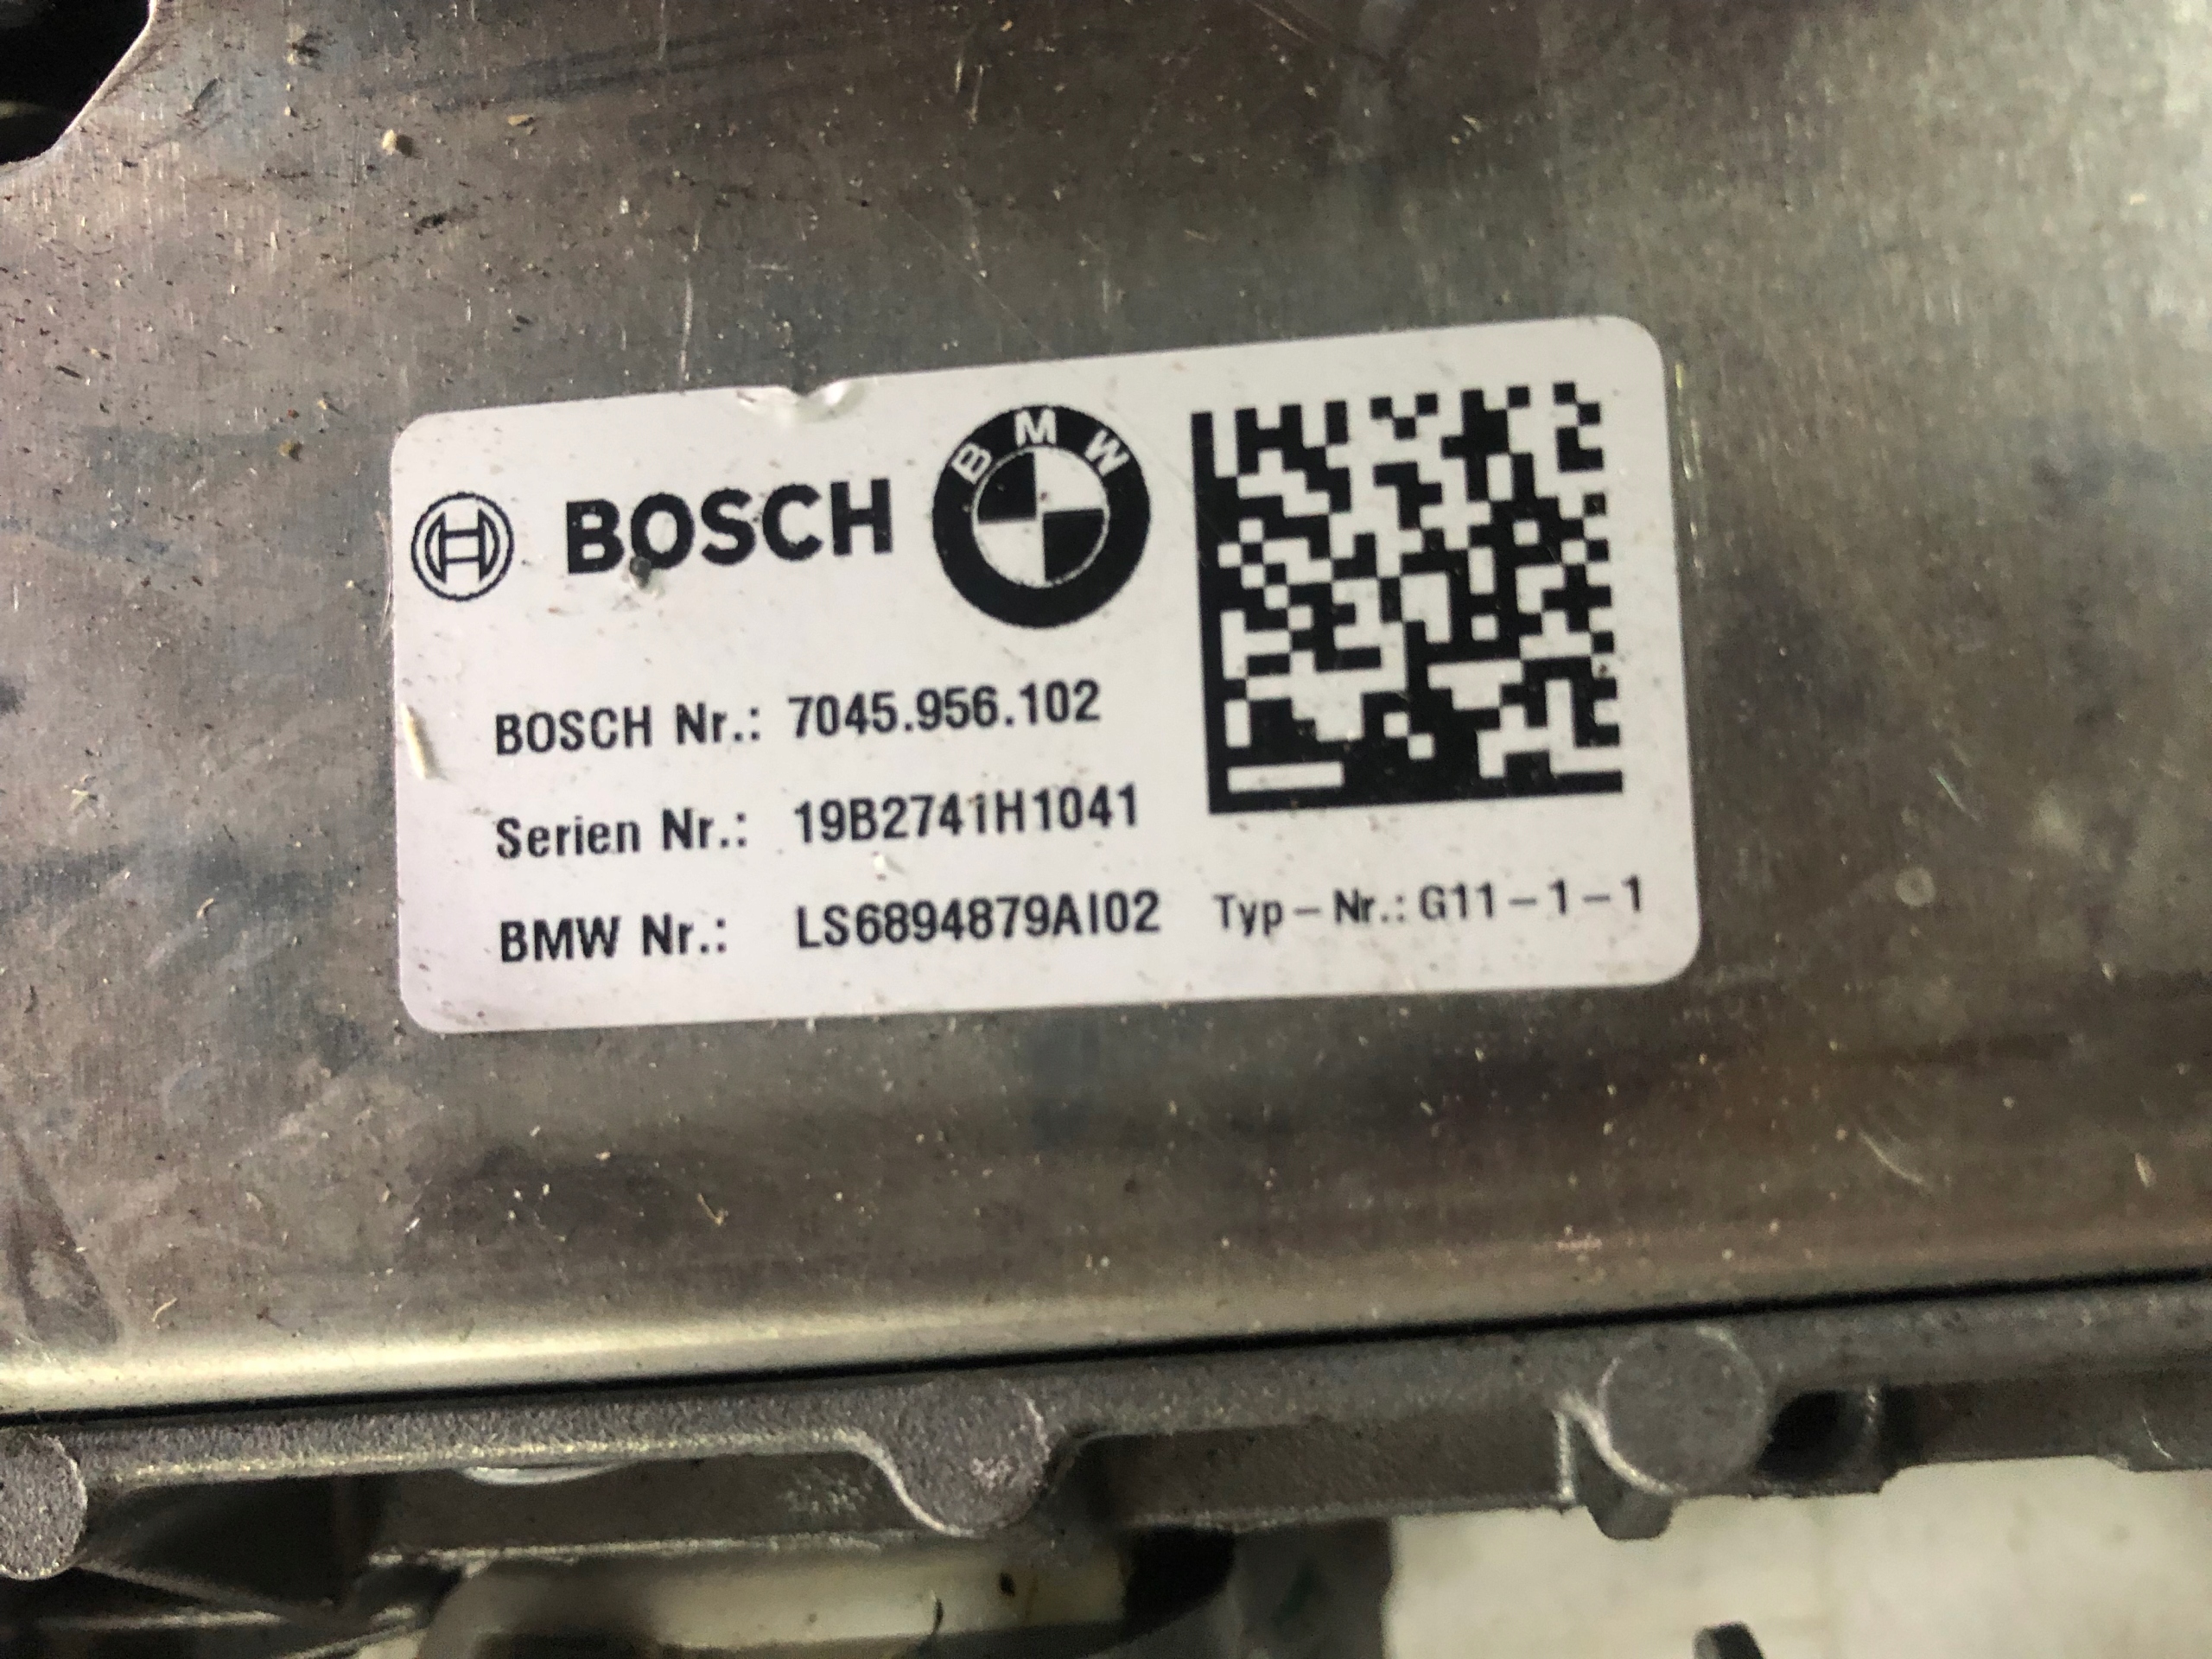 BOSCH
BMW
BOSCH Nr.: 7045.956.102
Serien Nr.: 19B2741H1041
BMW Nr.: LS6894879AI02 Typ-Nr.: G11-1-1